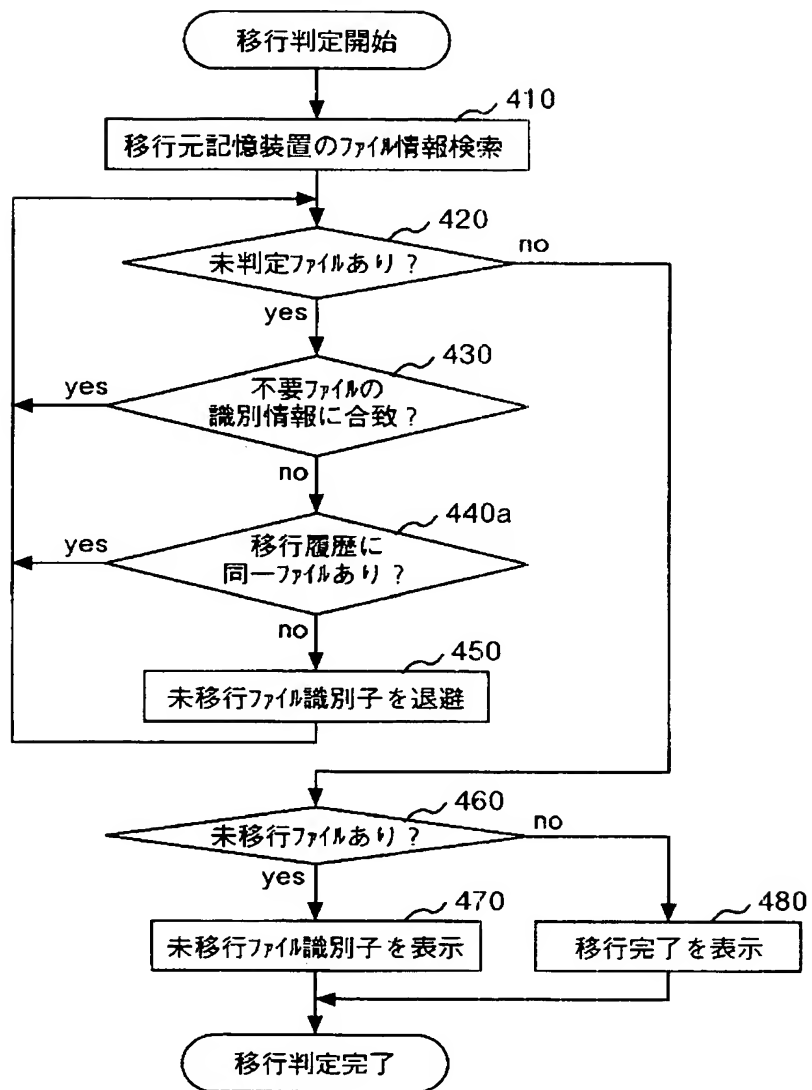 移行判定開始
410
移行元記憶装置のファイル情報検索
420
未判定ファイルあり?
no
yes
430
yes
不要ファイルの
識別情報に合致?
no
440a
yes
移行履歴に
同一ファイルあり?
no
450
未移行ファイル識別子を退避
460
未移行ファイルあり?
no
yes
470
未移行ファイル識別子を表示
480
移行完了を表示
移行判定完了